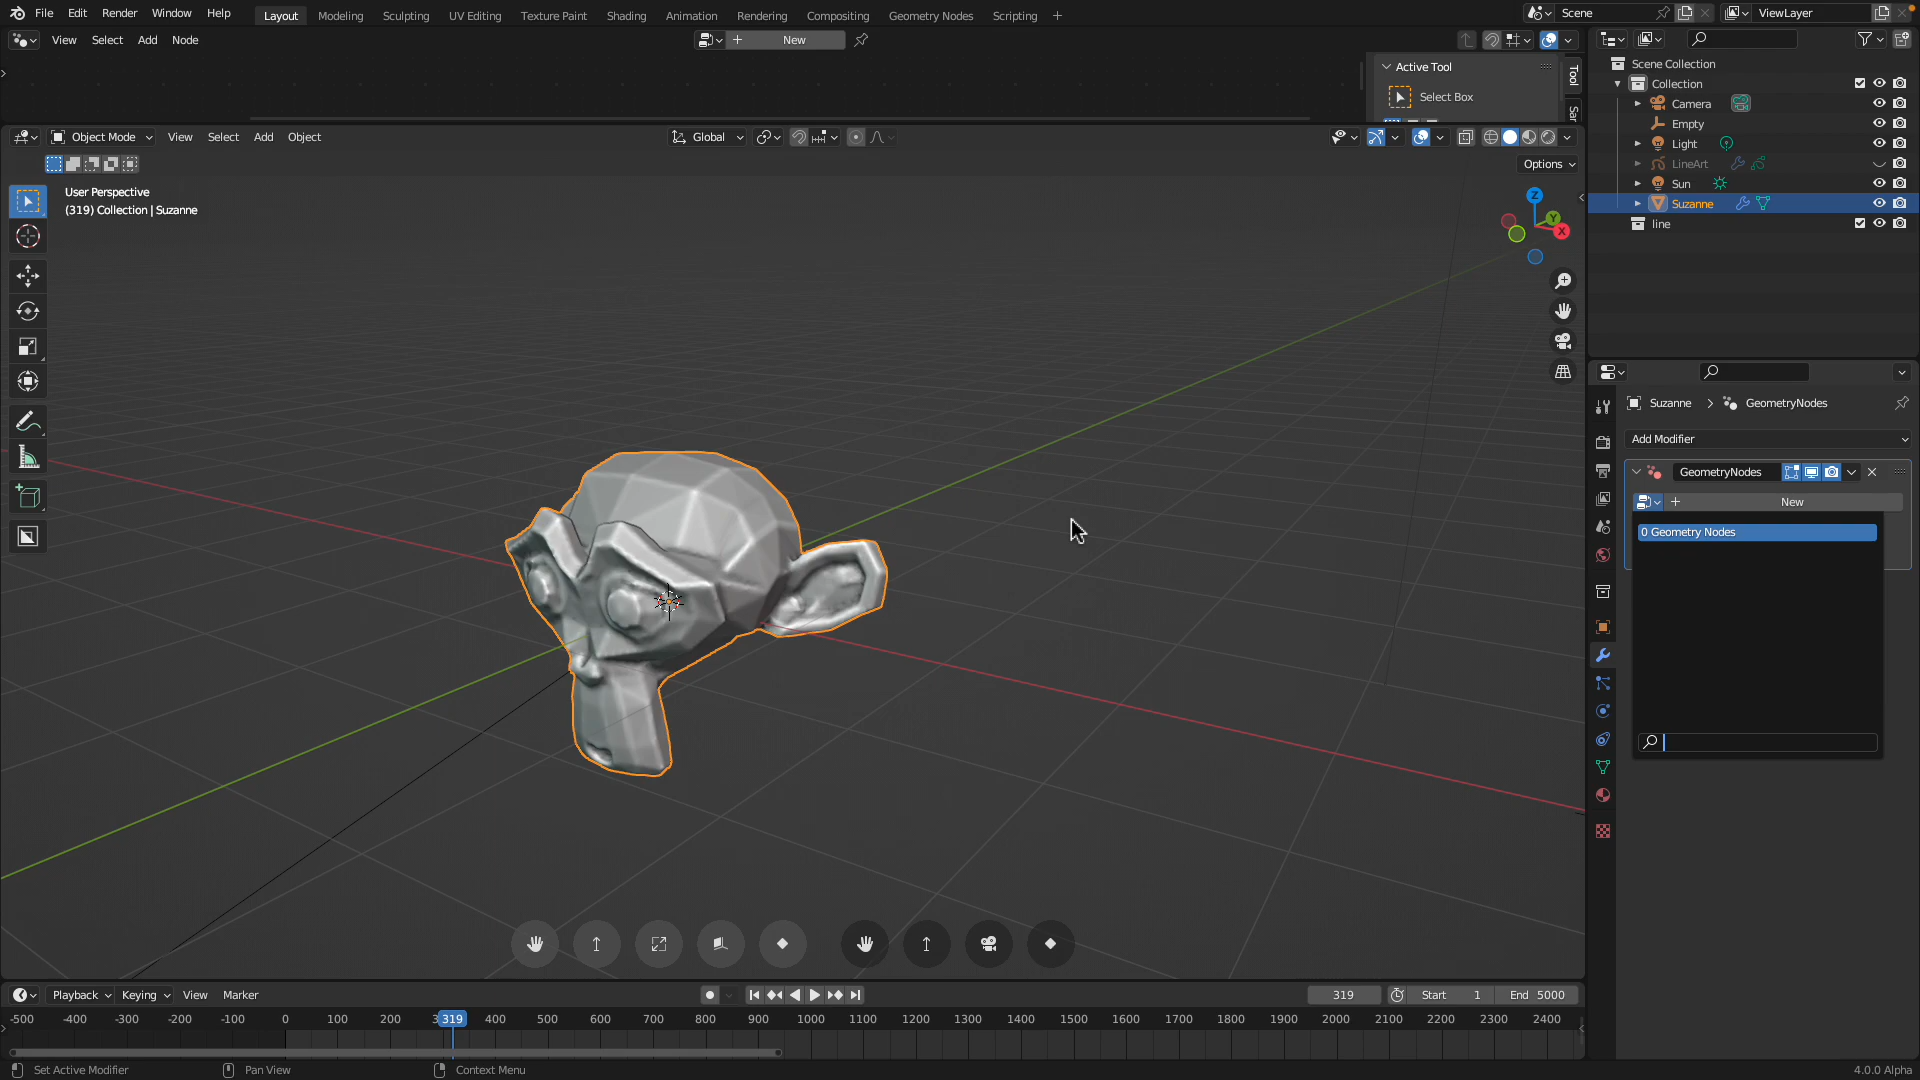 File Edit Render Window Help Layout Modeling Sculpting UV Editing Texture Paint Shading Animation Rendering Compositing Geometry Nodes Scripting + Scene ViewLayer
View Select Add Node + New
Scene Collection
Active Tool
Tool
Collection
Select Box
Camera
Empty
Object Mode View Select Add Object Global
Light
Options
LineArt
User Perspective
Sun
(319) Collection | Suzanne
Suzanne
line
Z
Y
X
Suzanne > GeometryNodes
Add Modifier
GeometryNodes
+ New
0 Geometry Nodes
Playback Keying View Marker 319 Start 1 End 5000
-500 -400 -300 -200 -100 0 100 200 319 400 500 600 700 800 900 1000 1100 1200 1300 1400 1500 1600 1700 1800 1900 2000 2100 2200 2300 2400
Set Active Modifier Pan View Context Menu 4.0.0 Alpha